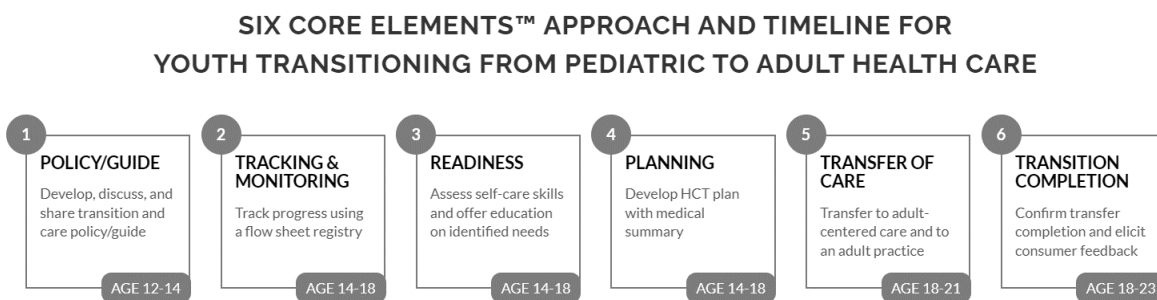 SIX CORE ELEMENTS™ APPROACH AND TIMELINE FOR
YOUTH TRANSITIONING FROM PEDIATRIC TO ADULT HEALTH CARE
1
POLICY/GUIDE
Develop, discuss, and
share transition and
care policy/guide
AGE 12-14
2
TRACKING &
MONITORING
Track progress using
a flow sheet registry
AGE 14-18
3
READINESS
Assess self-care skills
and offer education
on identified needs
AGE 14-18
4
PLANNING
Develop HCT plan
with medical
summary
AGE 14-18
5
TRANSFER OF
CARE
Transfer to adult-
centered care and to
an adult practice
AGE 18-21
6
TRANSITION
COMPLETION
Confirm transfer
completion and elicit
consumer feedback
AGE 18-23